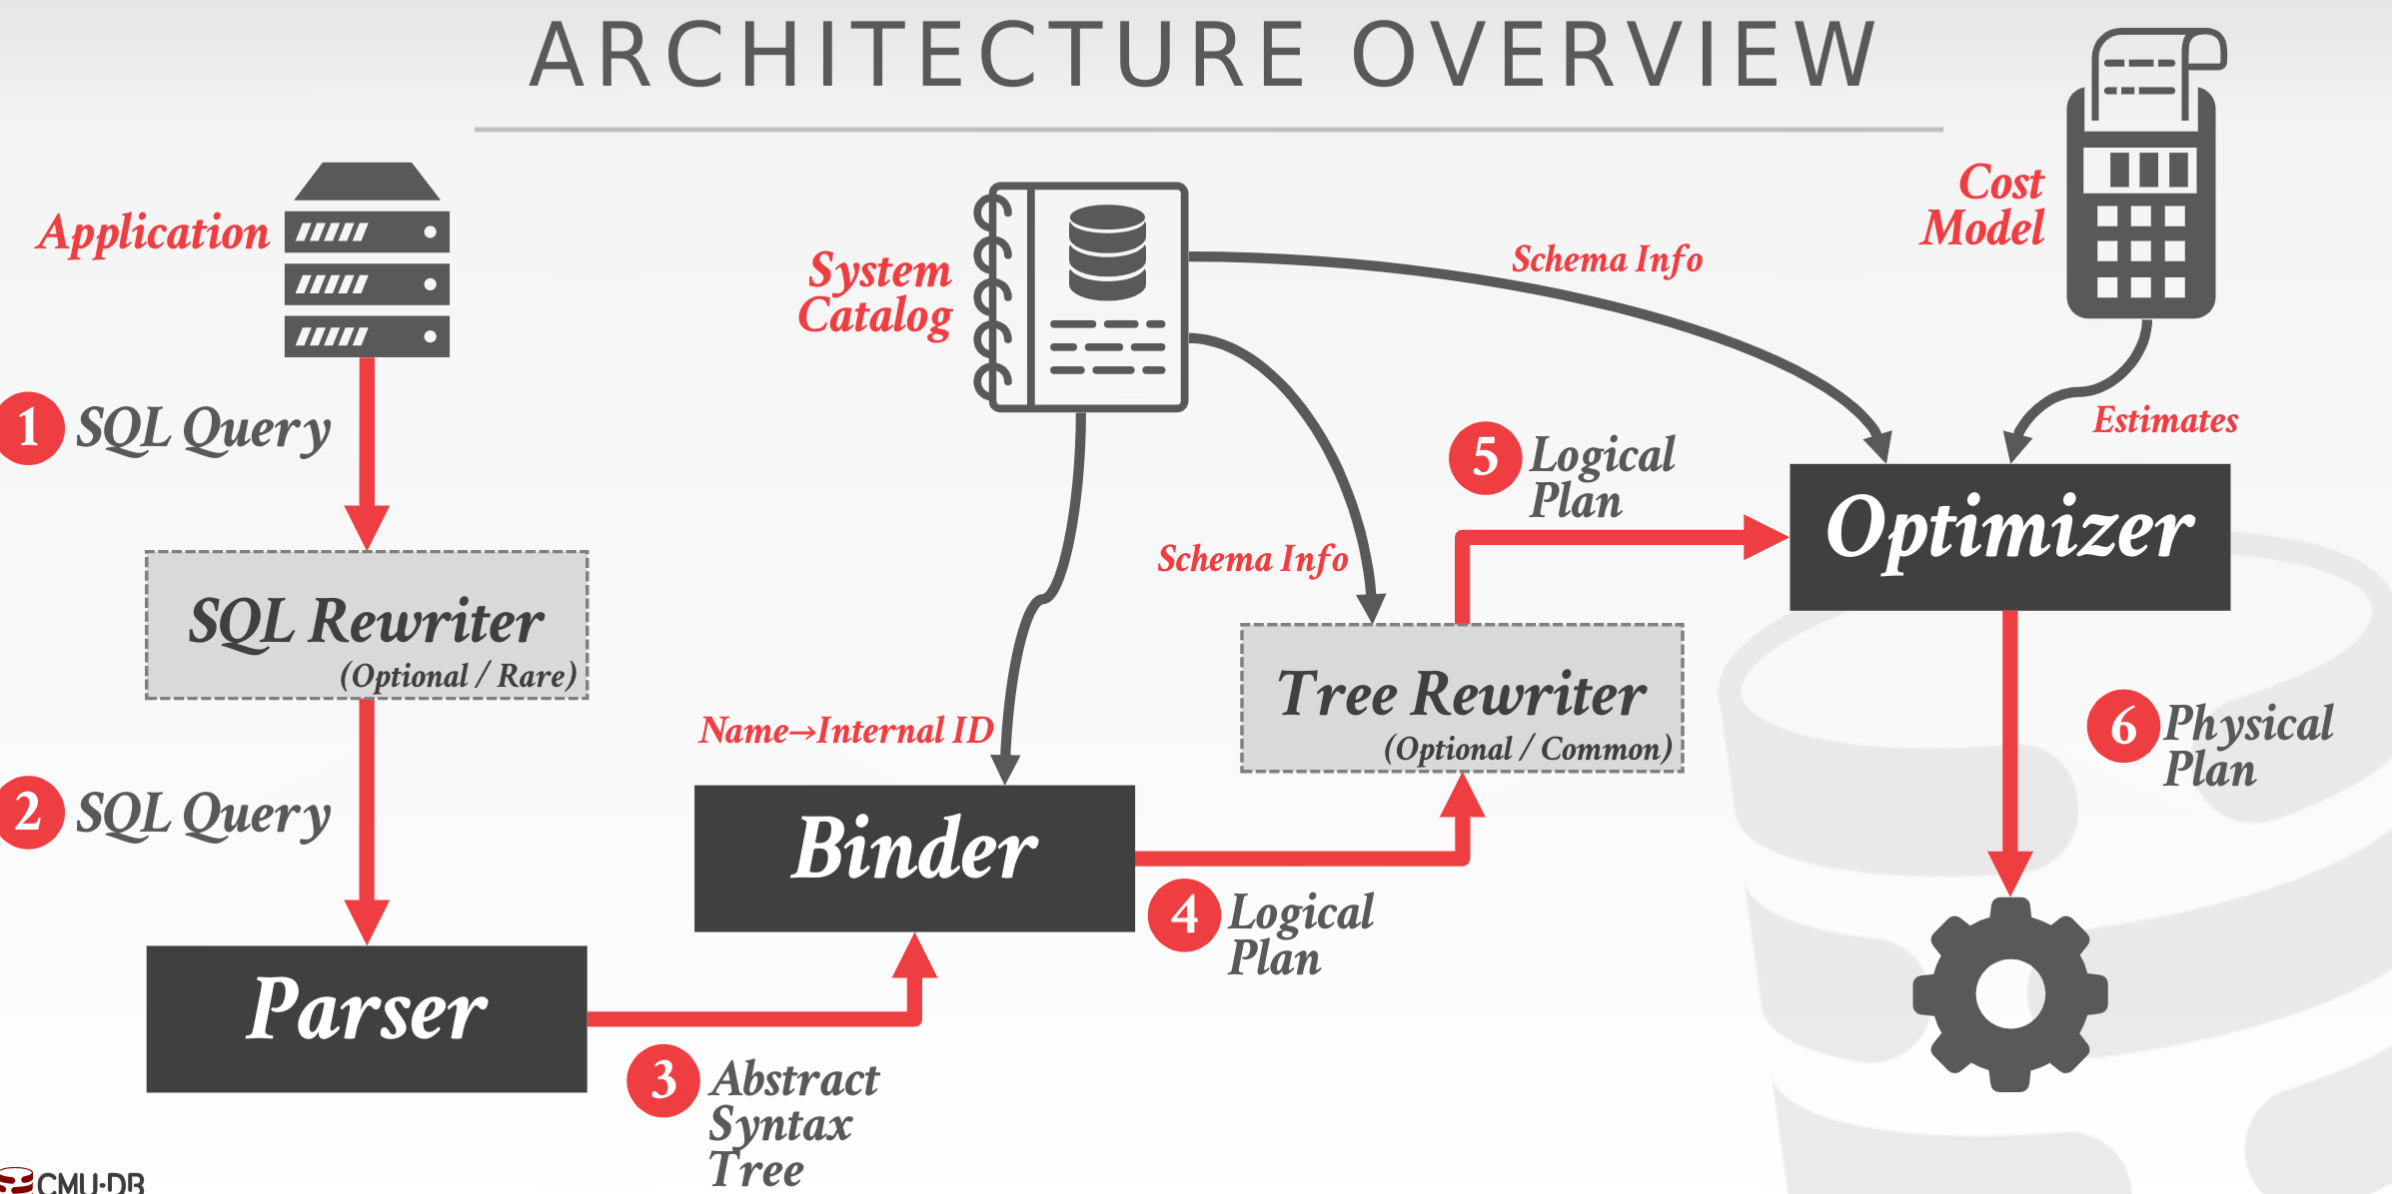 ARCHITECTURE OVERVIEW
Application
1 SQL Query
SQL Rewriter
(Optional / Rare)
2 SQL Query
Parser
3 Abstract
Syntax
Tree
System
Catalog
Name→Internal ID
Binder
4 Logical
Plan
Schema Info
Tree Rewriter
(Optional / Common)
5 Logical
Plan
Schema Info
Cost
Model
Estimates
Optimizer
6 Physical
Plan
CMU·DB